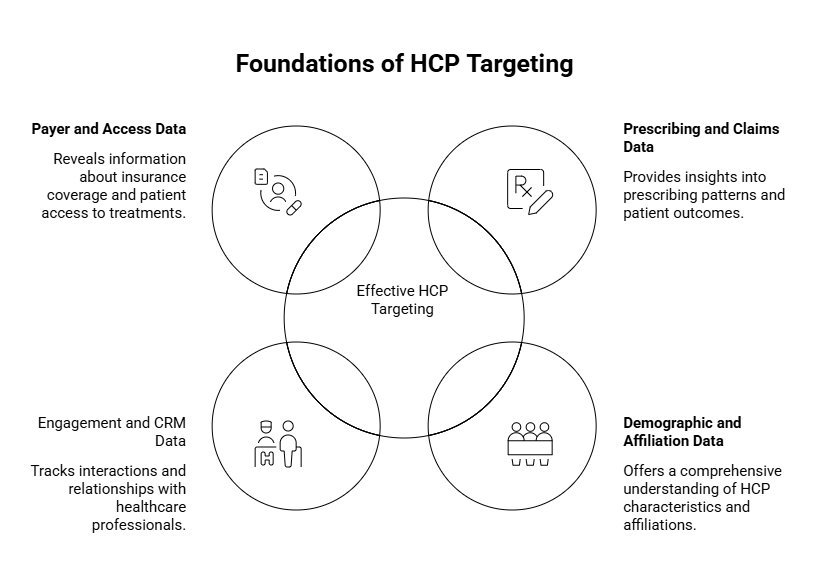 Foundations of HCP Targeting
Payer and Access Data
Reveals information
about insurance
coverage and patient
access to treatments.
Prescribing and Claims
Data
Provides insights into
prescribing patterns and
patient outcomes.
Rx
Effective HCP
Targeting
Engagement and CRM
Data
Tracks interactions and
relationships with
healthcare
professionals.
Demographic and
Affiliation Data
Offers a comprehensive
understanding of HCP
characteristics and
affiliations.